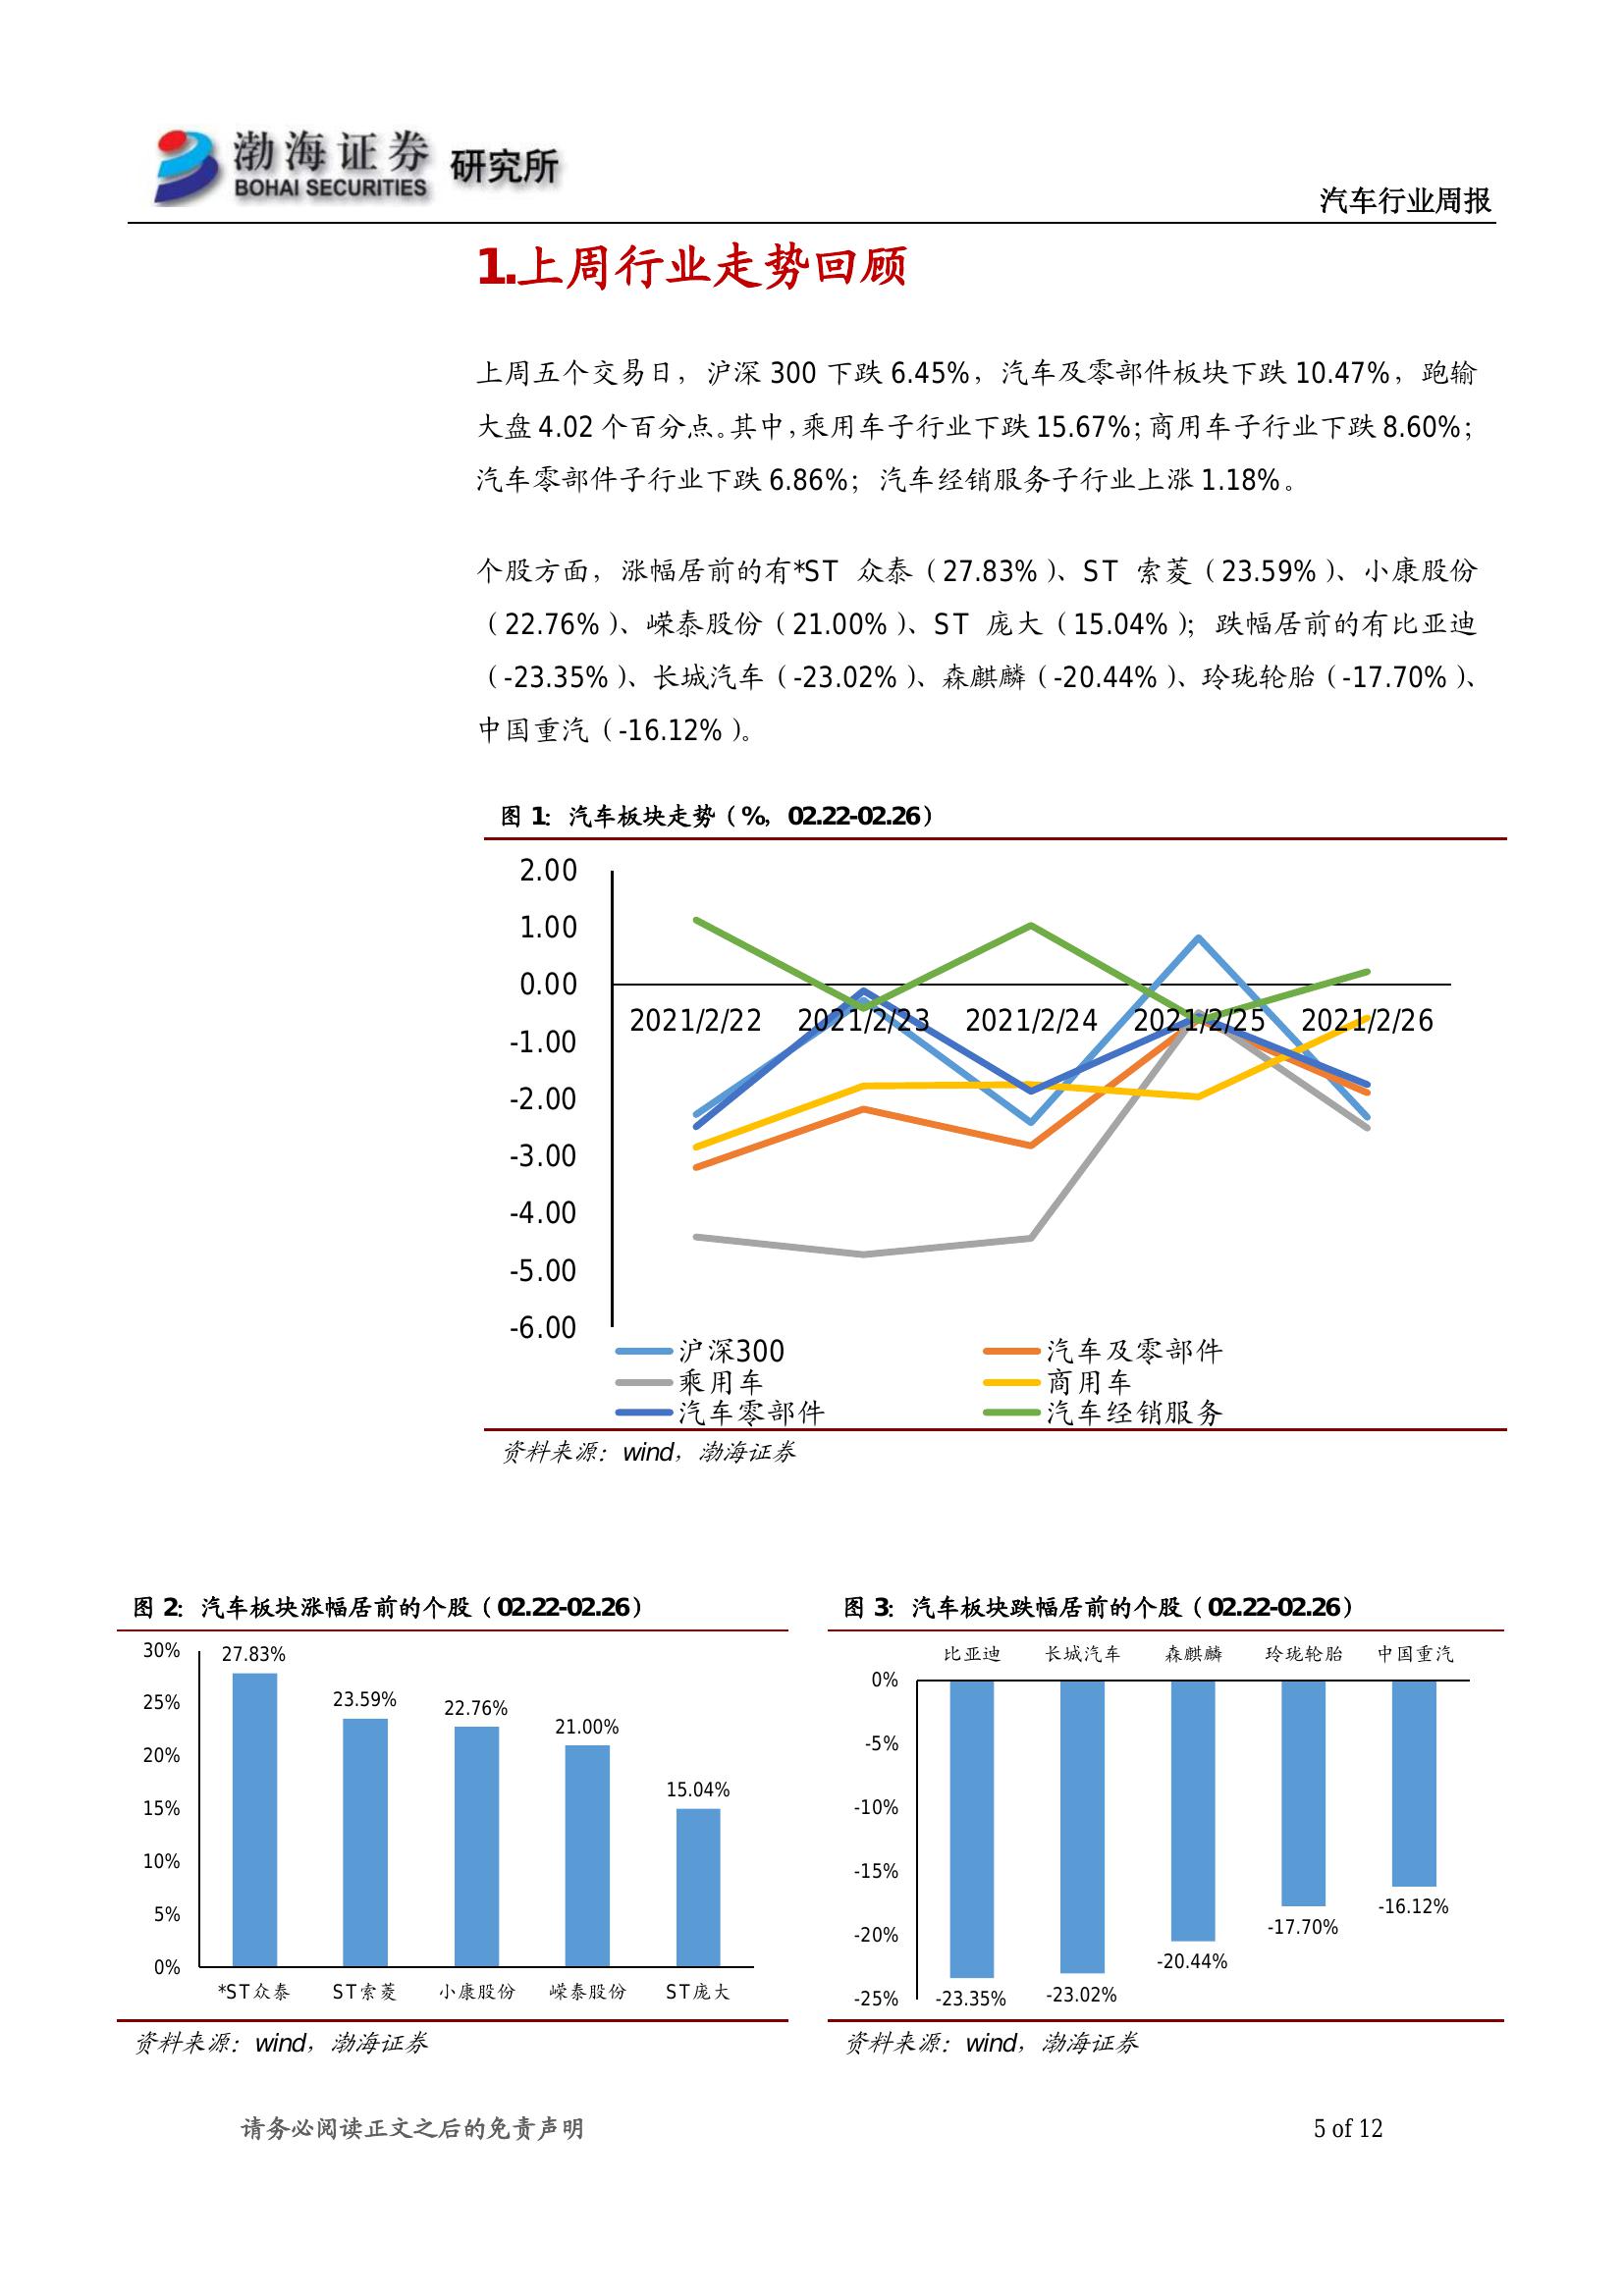 渤海证券
BOHAI SECURITIES
研究所
汽车行业周报
1.上周行业走势回顾
上周五个交易日，沪深 300 下跌 6.45%，汽车及零部件板块下跌 10.47%，跑输
大盘 4.02 个百分点。其中，乘用车子行业下跌 15.67%；商用车子行业下跌 8.60%；
汽车零部件子行业下跌 6.86%；汽车经销服务子行业上涨 1.18%。
个股方面，涨幅居前的有*ST 众泰（27.83%）、ST 索菱（23.59%）、小康股份
（22.76%）、嵘泰股份（21.00%）、ST 庞大（15.04%）；跌幅居前的有比亚迪
（-23.35%）、长城汽车（-23.02%）、森麒麟（-20.44%）、玲珑轮胎（-17.70%）、
中国重汽（-16.12%）。
图 1：汽车板块走势（%，02.22-02.26）
2.00
1.00
0.00
2021/2/22 2021/2/23 2021/2/24 2021/2/25 2021/2/26
-1.00
-2.00
-3.00
-4.00
-5.00
-6.00
沪深300 汽车及零部件
乘用车 商用车
汽车零部件 汽车经销服务
资料来源：wind，渤海证券
图 2：汽车板块涨幅居前的个股（02.22-02.26）
30%
25%
20%
15%
10%
5%
0%
27.83%
23.59%
22.76%
21.00%
15.04%
*ST众泰 ST索菱 小康股份 嵘泰股份 ST庞大
资料来源：wind，渤海证券
图 3：汽车板块跌幅居前的个股（02.22-02.26）
比亚迪 长城汽车 森麒麟 玲珑轮胎 中国重汽
0%
-5%
-10%
-15%
-20%
-25%
-23.35%
-23.02%
-20.44%
-17.70%
-16.12%
资料来源：wind，渤海证券
请务必阅读正文之后的免责声明
5 of 12